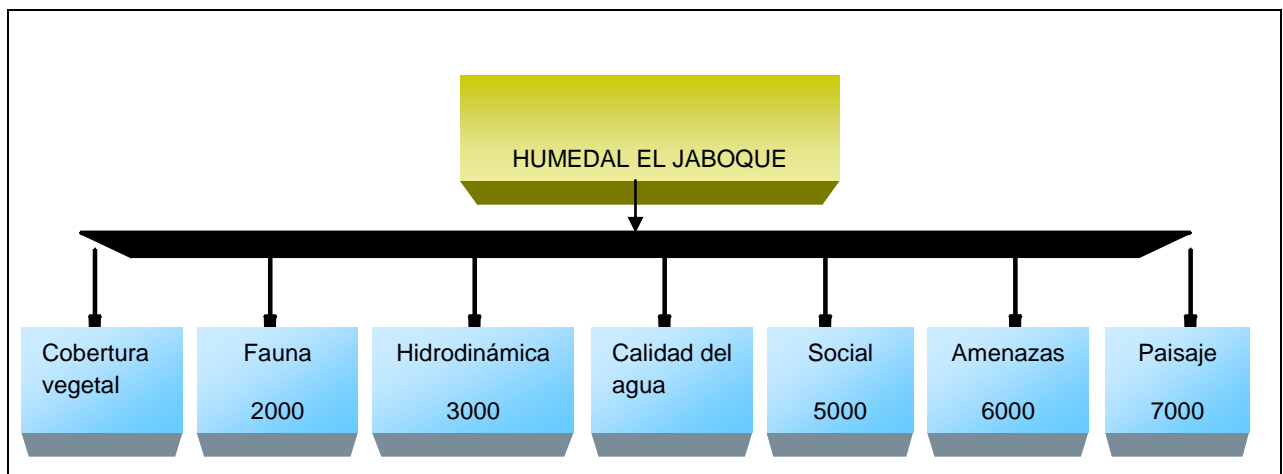 HUMEDAL EL JABOQUE
Cobertura
vegetal
Fauna
2000
Hidrodinámica
3000
Calidad del
agua
Social
5000
Amenazas
6000
Paisaje
7000